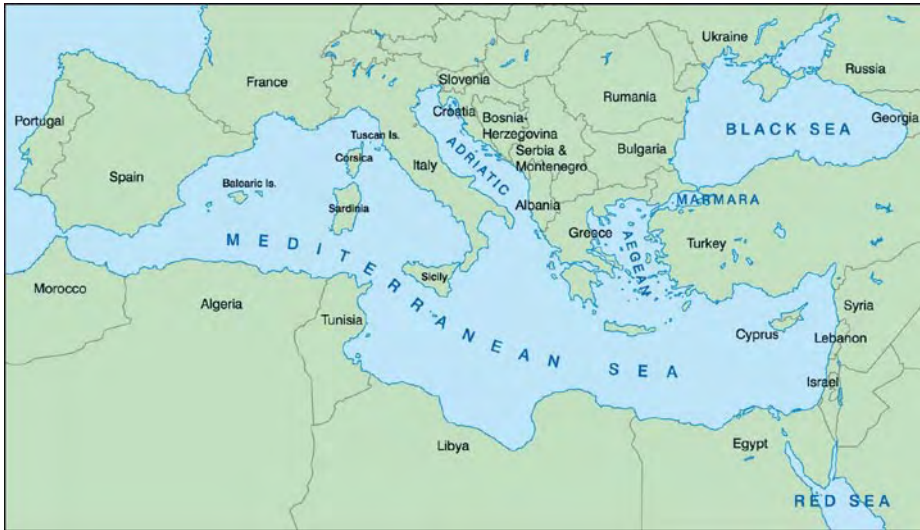 Ukraine
Russia
France
Slovenia
Rumania
Portugal
Croatia
Bosnia-
Herzegovina
Georgia
BLACK SEA
Tuscan Is.
Corsica
Italy
ADRIATIC
Serbia &
Montenegro
Bulgaria
Spain
Balearic Is.
Sardinia
Albania
MARMARA
Greece
AEGEAN
Turkey
MEDITERRANEAN SEA
Sicily
Morocco
Algeria
Tunisia
Syria
Cyprus
Lebanon
Israel
Libya
Egypt
RED SEA